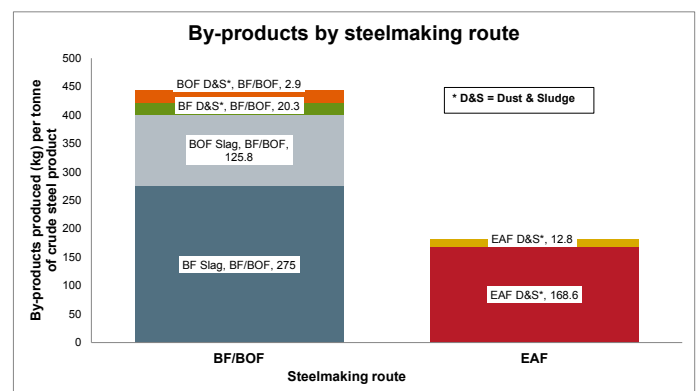 By-products by steelmaking route
By-products produced (kg) per tonne
of crude steel product
500
450
400
350
300
250
200
150
100
50
0
BOF D&S*, BF/BOF, 2.9
BF D&S*, BF/BOF, 20.3
BOF Slag, BF/BOF,
125.8
BF Slag, BF/BOF, 275
* D&S = Dust & Sludge
EAF D&S*, 12.8
EAF D&S*, 168.6
BF/BOF
EAF
Steelmaking route